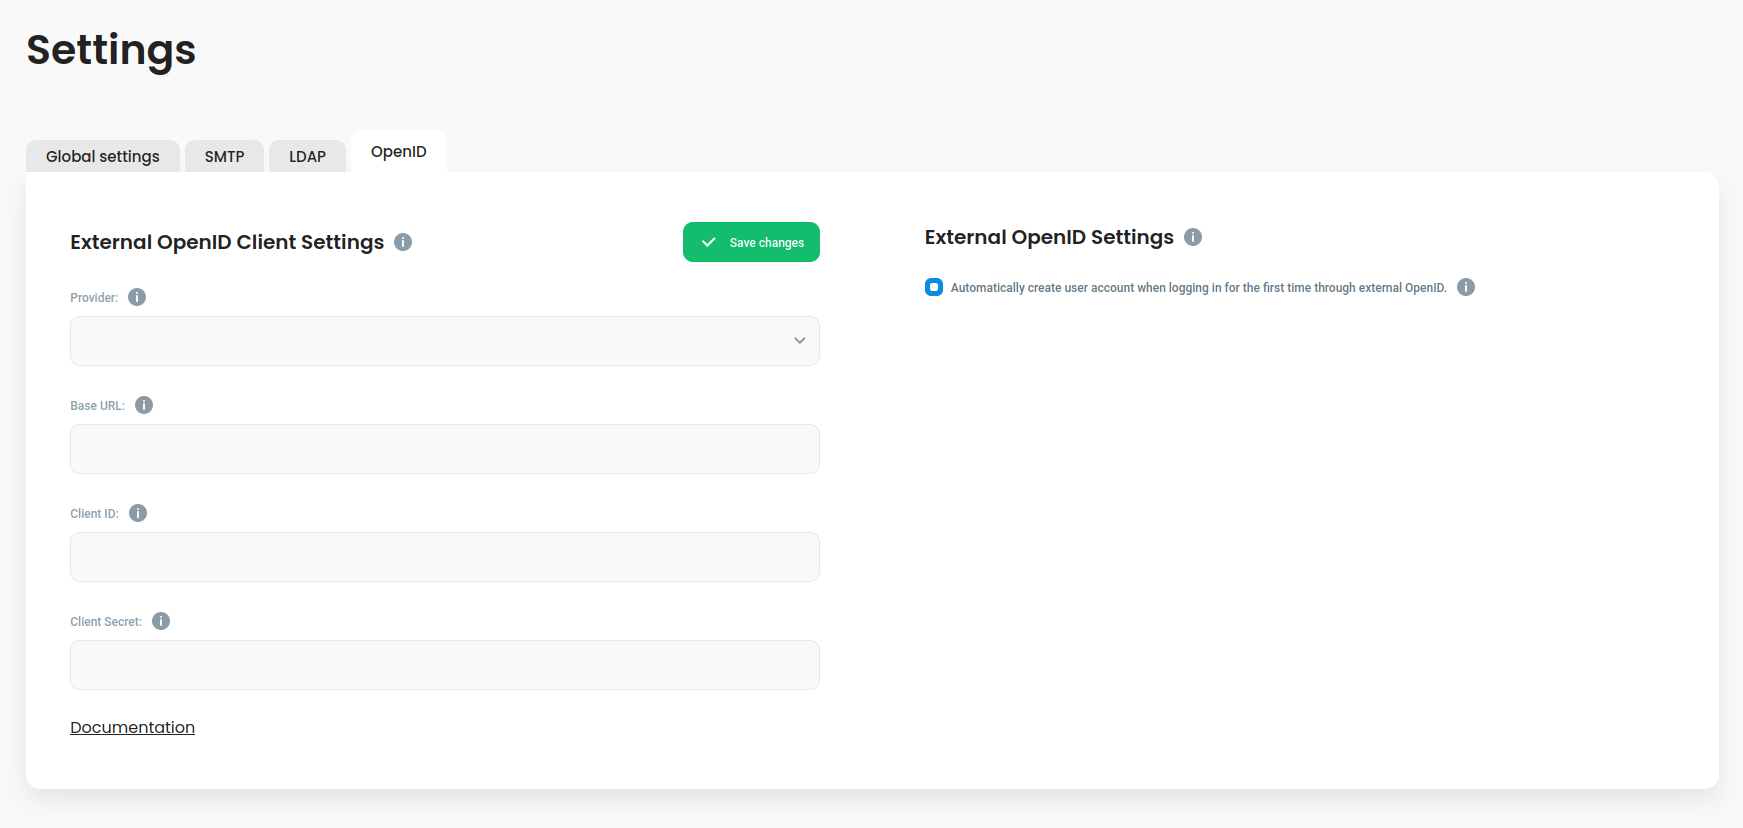 Settings
Global settings
SMTP
LDAP
OpenID
External OpenID Client Settings
Save changes
Provider:
Base URL:
Client ID:
Client Secret:
Documentation
External OpenID Settings
Automatically create user account when logging in for the first time through external OpenID.